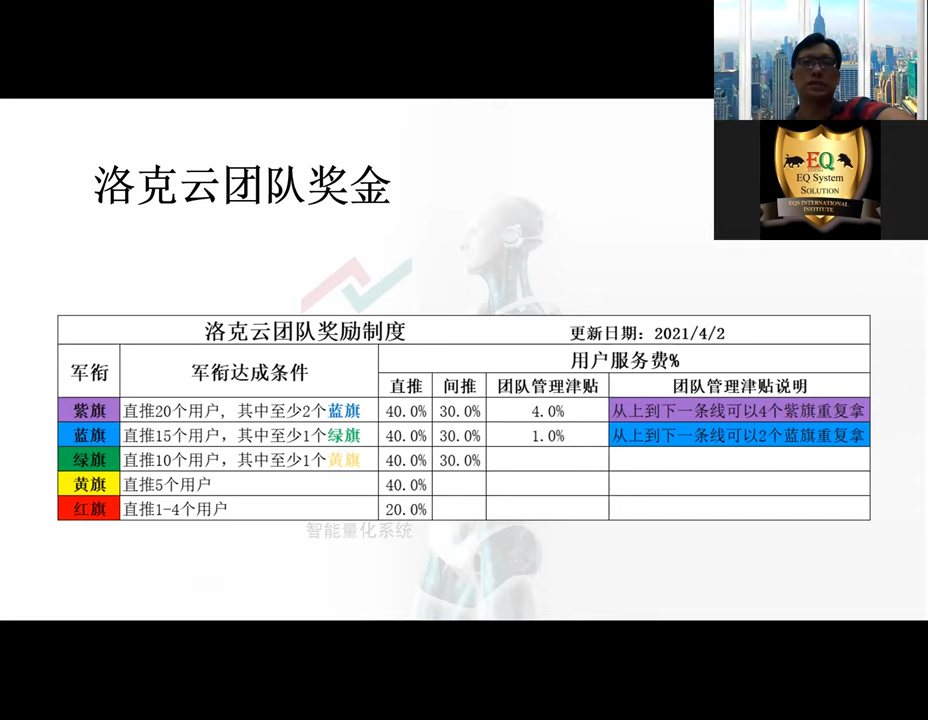 洛克云团队奖金
EQ
EQ System
SOLUTION
EQS INTERNATIONAL
INSTITUTE
洛克云团队奖励制度 更新日期：2021/4/2
军衔 军衔达成条件 用户服务费%
直推 间推 团队管理津贴 团队管理津贴说明
紫旗 直推20个用户，其中至少2个蓝旗 40.0% 30.0% 4.0% 从上到下一条线可以4个紫旗重复拿
蓝旗 直推15个用户，其中至少1个绿旗 40.0% 30.0% 1.0% 从上到下一条线可以2个蓝旗重复拿
绿旗 直推10个用户，其中至少1个黄旗 40.0% 30.0%
黄旗 直推5个用户 40.0%
红旗 直推1-4个用户 20.0%
智能量化系统